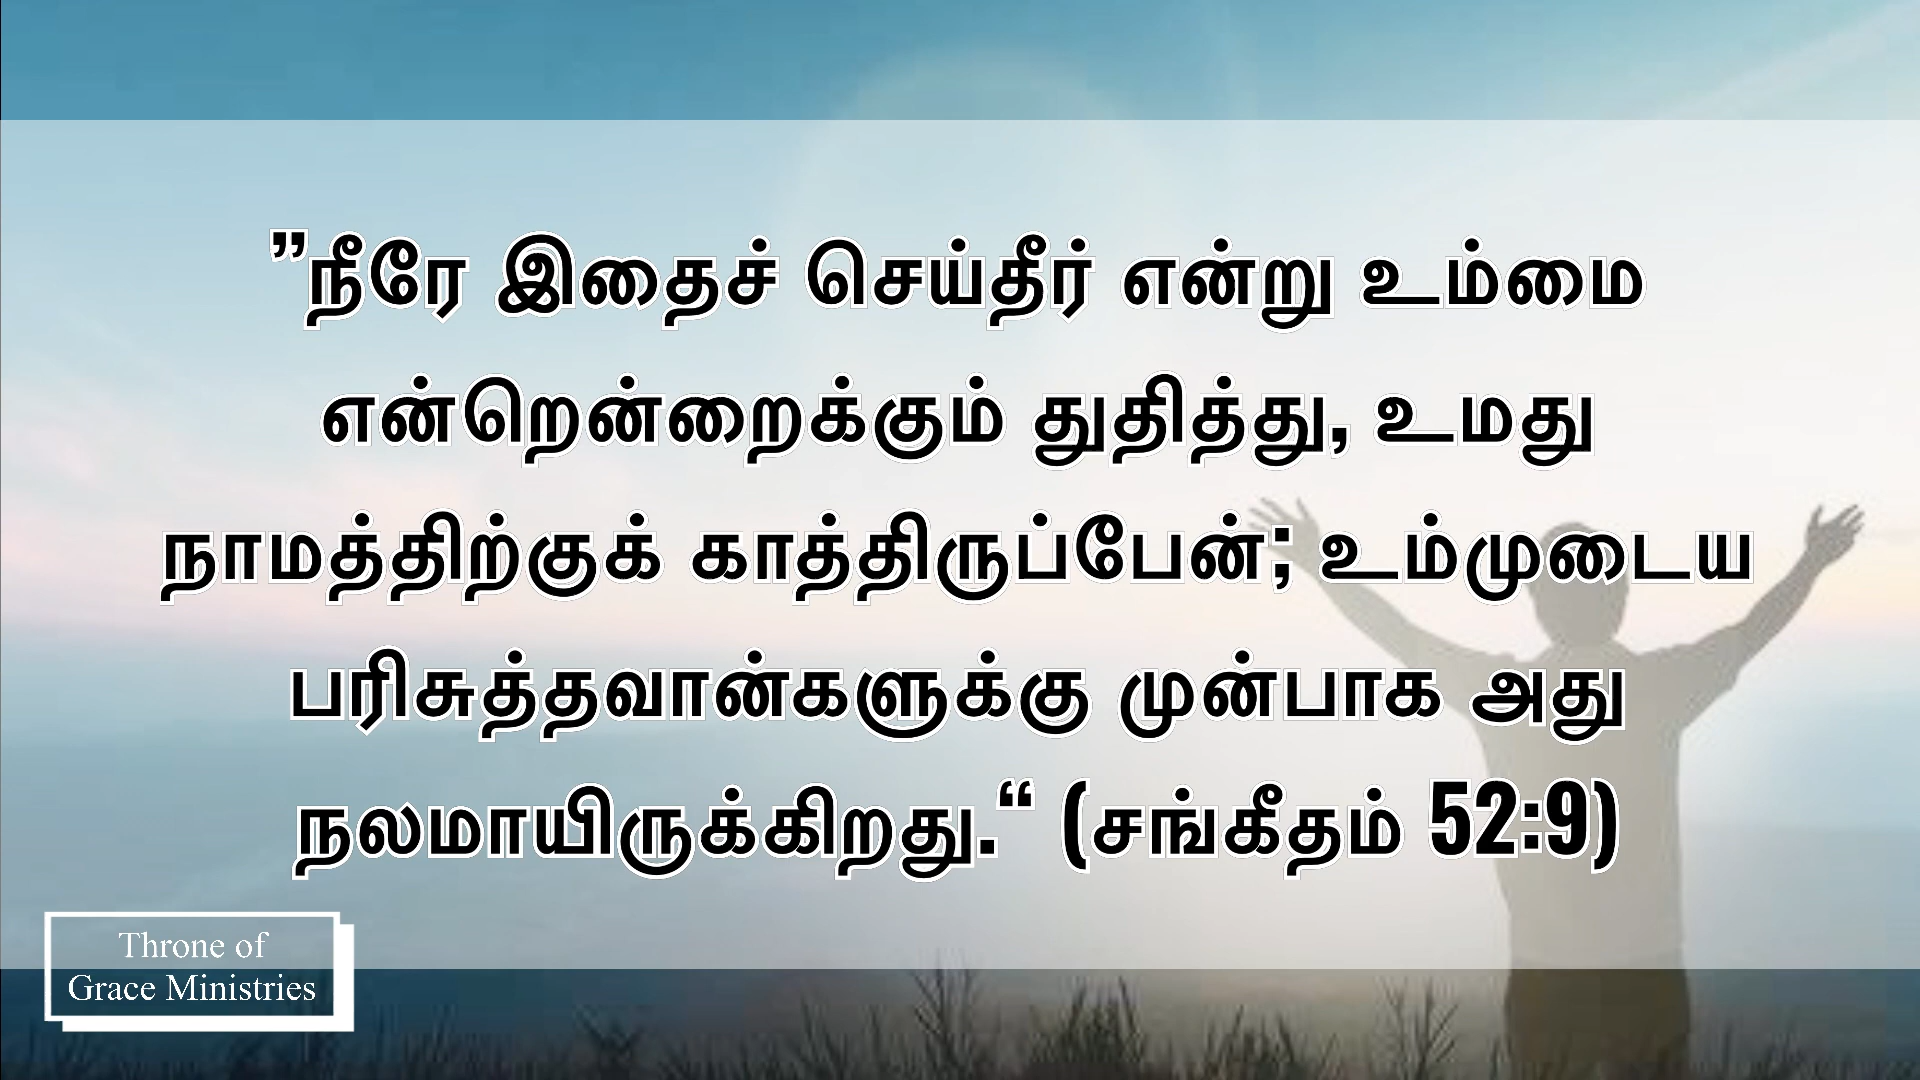 ”நீரே இதைச் செய்தீர் என்று உம்மை
என்றென்றைக்கும் துதித்து, உமது
நாமத்திற்குக் காத்திருப்பேன்; உம்முடைய
பரிசுத்தவான்களுக்கு முன்பாக அது
நலமாயிருக்கிறது.“ (சங்கீதம் 52:9)
Throne of
Grace Ministries